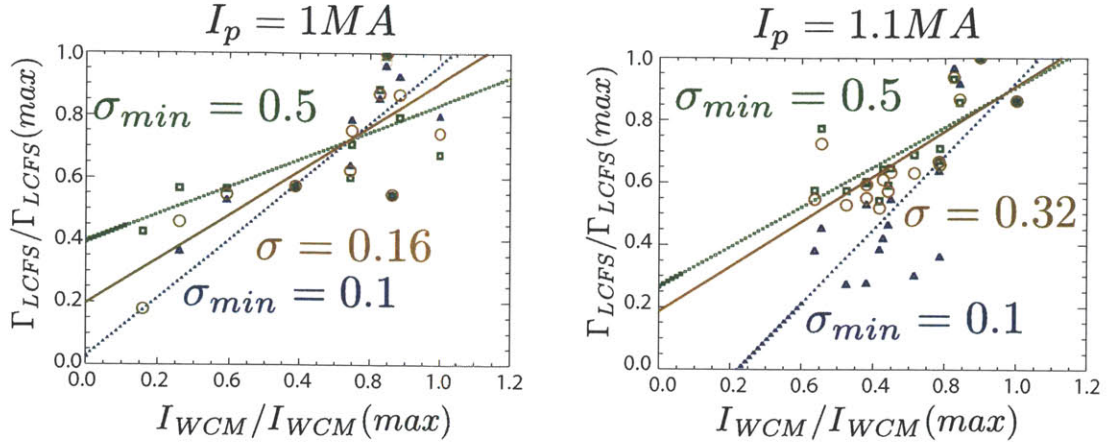 I_p = 1MA
Γ_LCFS/Γ_LCFS(max)
1.0
0.8
0.6
0.4
0.2
0.0
σ_min = 0.5
σ = 0.16
σ_min = 0.1
0.0 0.2 0.4 0.6 0.8 1.0 1.2
I_WCM/I_WCM(max)
I_p = 1.1MA
Γ_LCFS/Γ_LCFS(max)
1.0
0.8
0.6
0.4
0.2
0.0
σ_min = 0.5
σ = 0.32
σ_min = 0.1
0.0 0.2 0.4 0.6 0.8 1.0 1.2
I_WCM/I_WCM(max)